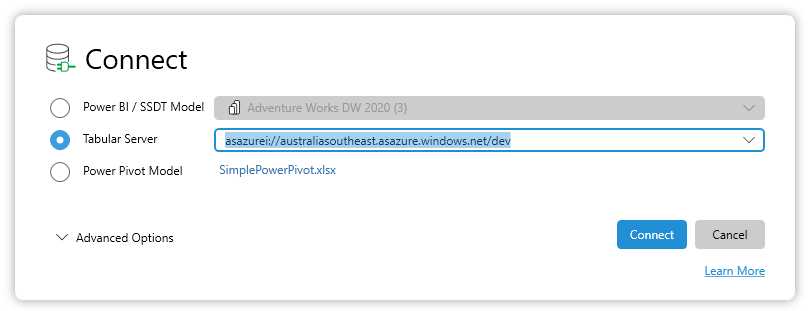 Connect
Power BI / SSDT Model Adventure Works DW 2020 (3)
Tabular Server asazurei://australiasoutheast.asazure.windows.net/dev
Power Pivot Model SimplePowerPivot.xlsx
Advanced Options Connect Cancel
Learn More